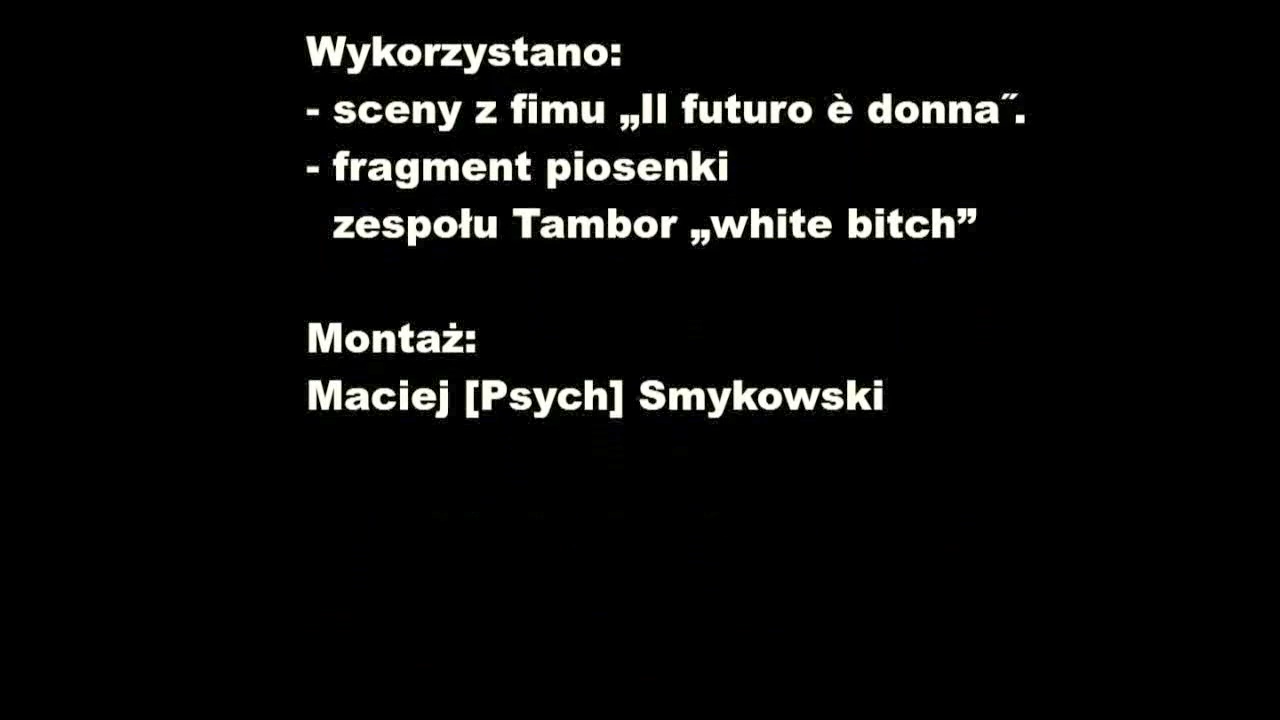 Wykorzystano:
- sceny z fimu „Il futuro è donna˝.
- fragment piosenki
zespołu Tambor „white bitch”
Montaż:
Maciej [Psych] Smykowski